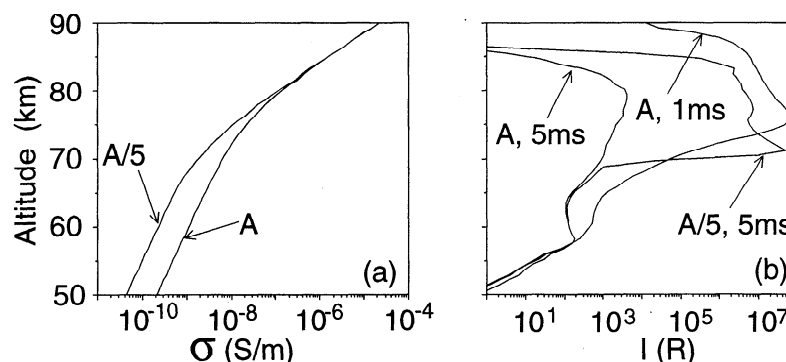 90
80
70
60
50
Altitude (km)
A/5
A
(a)
10^-10 10^-8 10^-6 10^-4
σ (S/m)
A, 1ms
A, 5ms
A/5, 5ms
(b)
10^1 10^3 10^5 10^7
I (R)